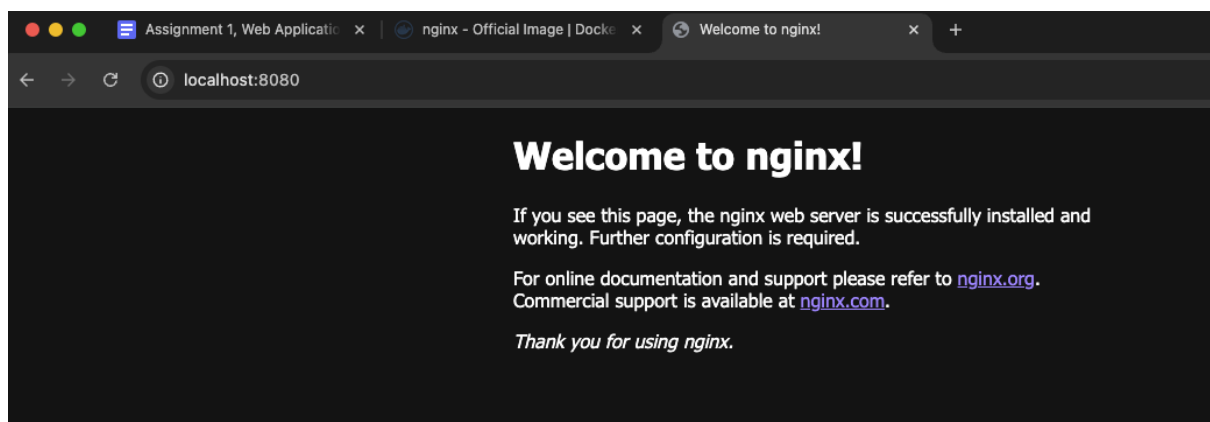 Assignment 1, Web Applicatio
nginx - Official Image | Docke
Welcome to nginx!
localhost:8080
Welcome to nginx!
If you see this page, the nginx web server is successfully installed and
working. Further configuration is required.
For online documentation and support please refer to nginx.org.
Commercial support is available at nginx.com.
Thank you for using nginx.